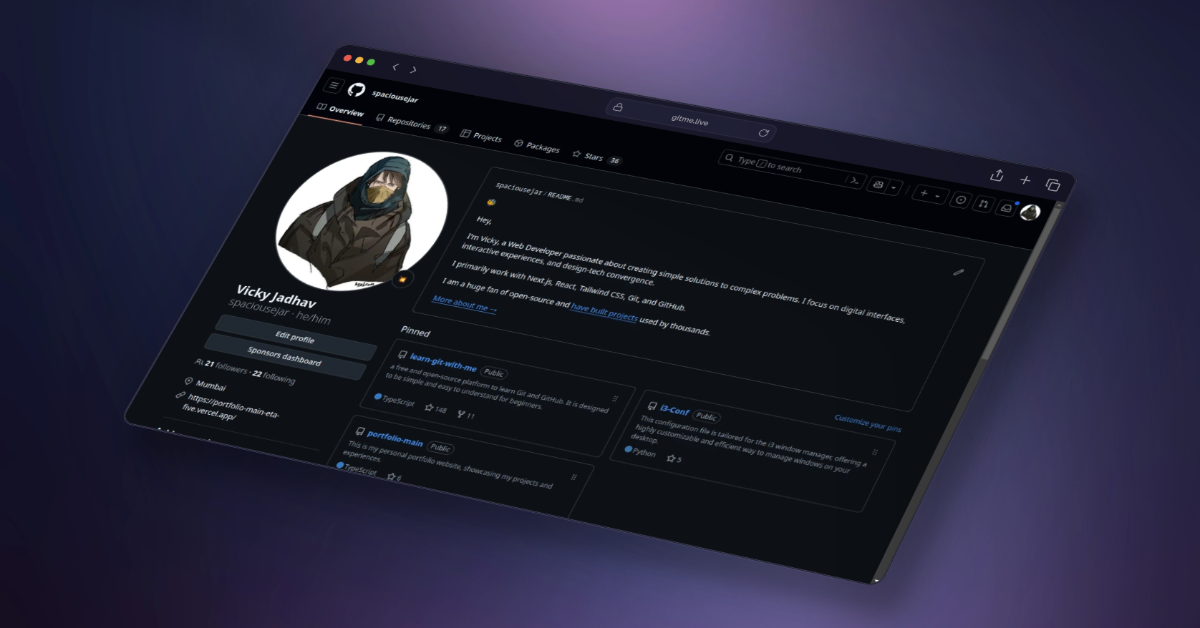 gitmo.live
spaciousejar
Type / to search
Overview
Repositories 17
Projects
Packages
Stars 36
spaciousejar / README .md
Hey,
I'm Vicky, a Web Developer passionate about creating simple solutions to complex problems. I focus on digital interfaces,
interactive experiences, and design-tech convergence.
I primarily work with Next.js, React, Tailwind CSS, Git, and GitHub.
I am a huge fan of open-source and have built projects used by thousands.
More about me →
Vicky Jadhav
spaciousejar · he/him
Edit profile
Sponsors dashboard
21 followers · 22 following
Mumbai
https://portfolio-main-eta-
five.vercel.app/
Pinned
Customize your pins
learn-git-with-me Public
a free and open-source platform to learn Git and GitHub. It is designed
to be simple and easy to understand for beginners.
TypeScript 148 11
i3-Conf Public
This configuration file is tailored for the i3 window manager, offering a
highly customizable and efficient way to manage windows on your
desktop.
Python 5
portfolio-main Public
This is my personal portfolio website, showcasing my projects and
experiences.
TypeScript 6